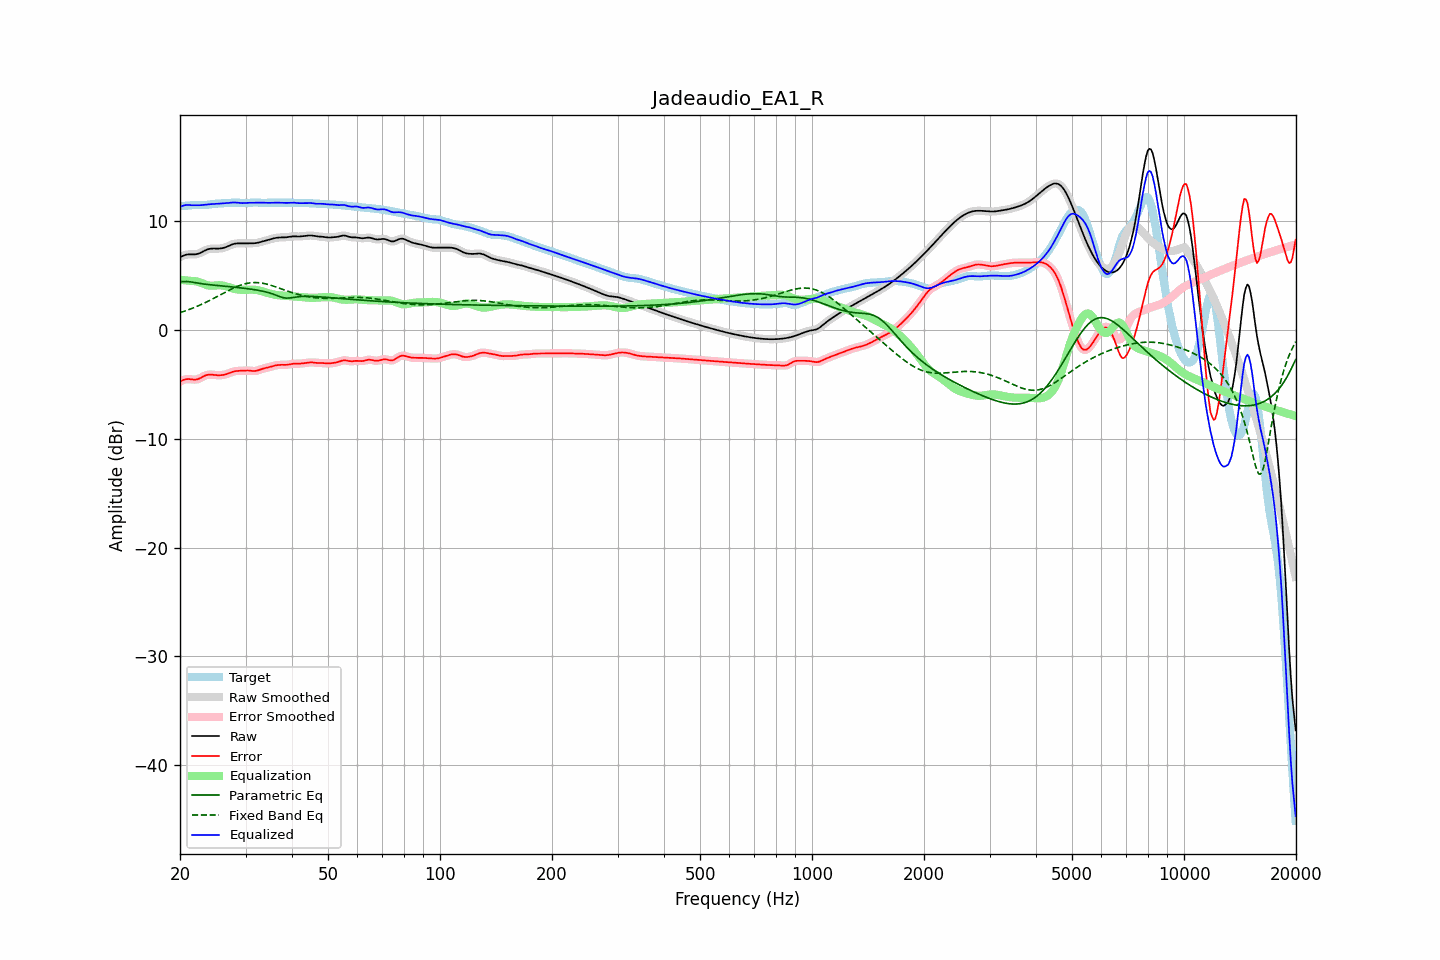 Jadeaudio_EA1_R
Amplitude (dBr)
10
0
−10
−20
−30
−40
Target
Raw Smoothed
Error Smoothed
Raw
Error
Equalization
Parametric Eq
Fixed Band Eq
Equalized
20 50 100 200 500 1000 2000 5000 10000 20000
Frequency (Hz)